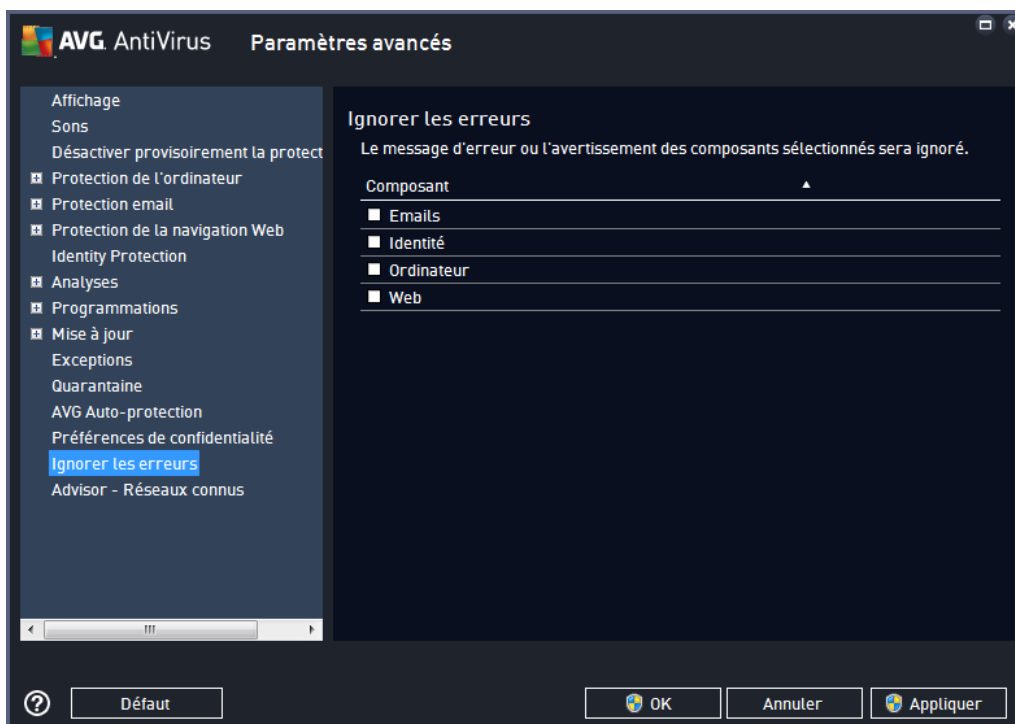 AVG. AntiVirus Paramètres avancés
Affichage
Sons
Désactiver provisoirement la protect
Protection de l'ordinateur
Protection email
Protection de la navigation Web
Identity Protection
Analyses
Programmations
Mise à jour
Exceptions
Quarantaine
AVG Auto-protection
Préférences de confidentialité
Ignorer les erreurs
Advisor - Réseaux connus
Ignorer les erreurs
Le message d'erreur ou l'avertissement des composants sélectionnés sera ignoré.
Composant
Emails
Identité
Ordinateur
Web
? Défaut OK Annuler Appliquer